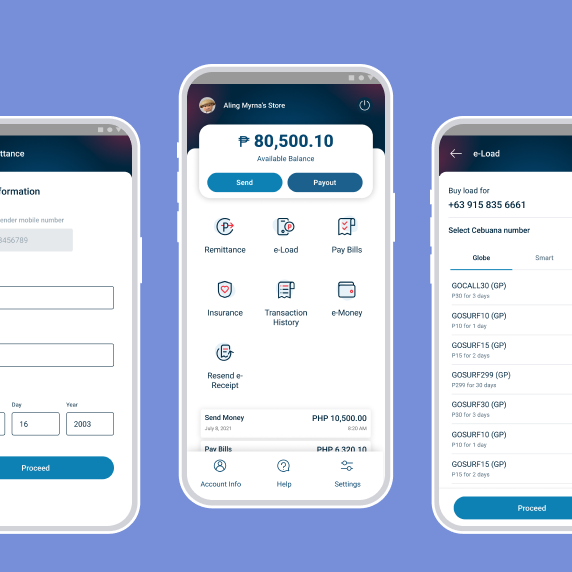 ttance
formation
ender mobile number
3456789
Day
Year
16
2003
Proceed
Aling Myrna's Store
₱ 80,500.10
Available Balance
Send
Payout
Remittance
e-Load
Pay Bills
Insurance
Transaction
History
e-Money
Resend e-
Receipt
Send Money
PHP 10,500.00
July 8, 2021
8:20 AM
Pay Bills
PHP 6,320.10
Account Info
Help
Settings
e-Load
Buy load for
+63 915 835 6661
Select Cebuana number
Globe
Smart
GOCALL30 (GP)
P30 for 3 days
GOSURF10 (GP)
P10 for 1 day
GOSURF15 (GP)
P15 for 2 days
GOSURF299 (GP)
P299 for 30 days
GOSURF30 (GP)
P30 for 3 days
GOSURF10 (GP)
P10 for 1 day
GOSURF15 (GP)
P15 for 2 days
Proceed